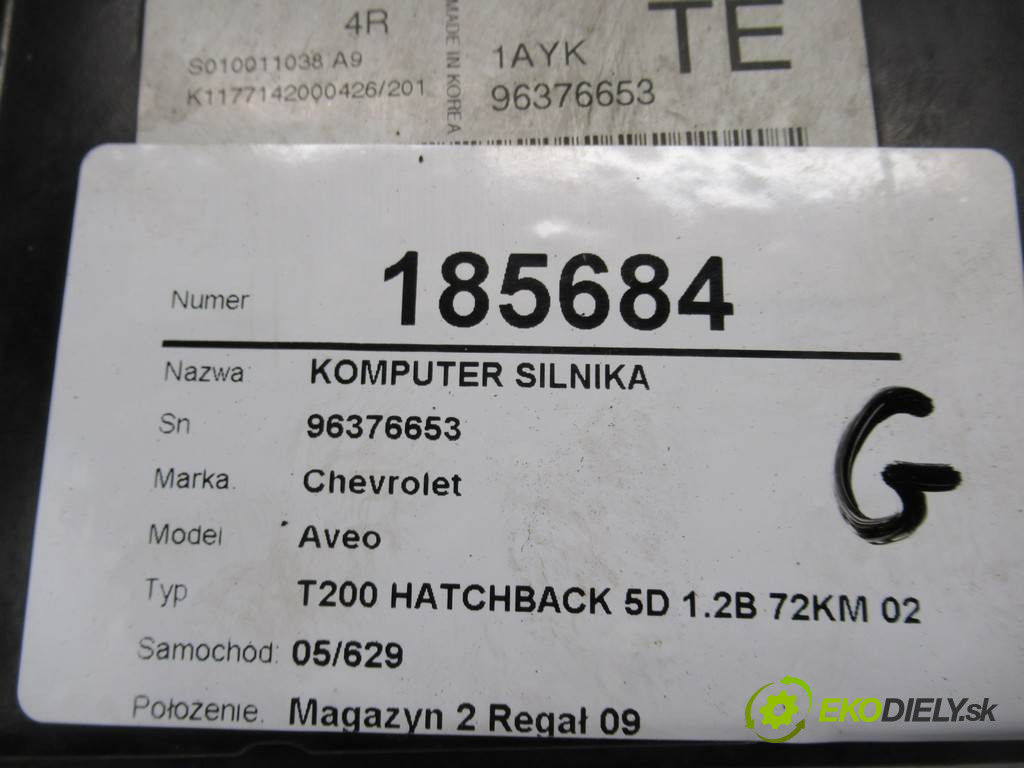 4R
S010011038 A9
K1177142000426/201
MADE IN KOREA
1AYK
96376653
TE
Numer 185684
Nazwa KOMPUTER SILNIKA
Sn 96376653
Marka. Chevrolet
Model Aveo
Typ T200 HATCHBACK 5D 1.2B 72KM 02
Samochód: 05/629
Położenie. Magazyn 2 Regał 09
G
EKODIELY.sk